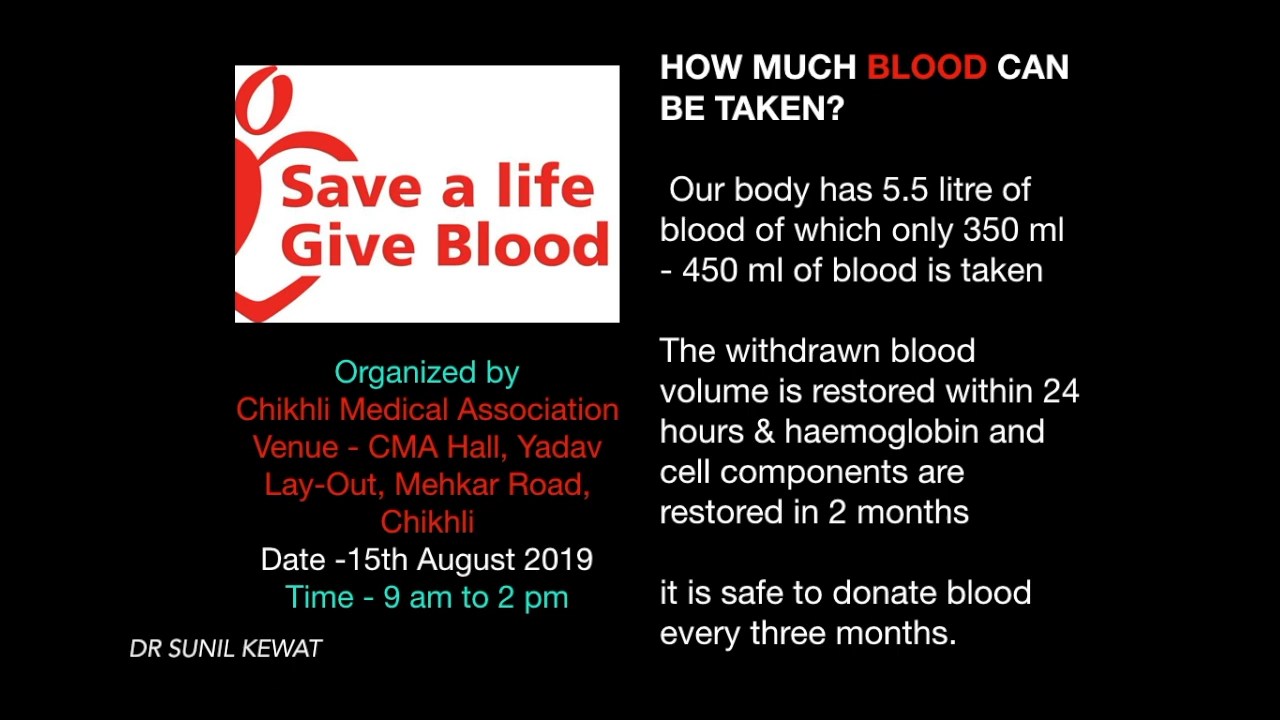 Save a life
Give Blood
Organized by
Chikhli Medical Association
Venue - CMA Hall, Yadav
Lay-Out, Mehkar Road,
Chikhli
Date -15th August 2019
Time - 9 am to 2 pm
DR SUNIL KEWAT
HOW MUCH BLOOD CAN
BE TAKEN?
Our body has 5.5 litre of
blood of which only 350 ml
- 450 ml of blood is taken
The withdrawn blood
volume is restored within 24
hours & haemoglobin and
cell components are
restored in 2 months
it is safe to donate blood
every three months.